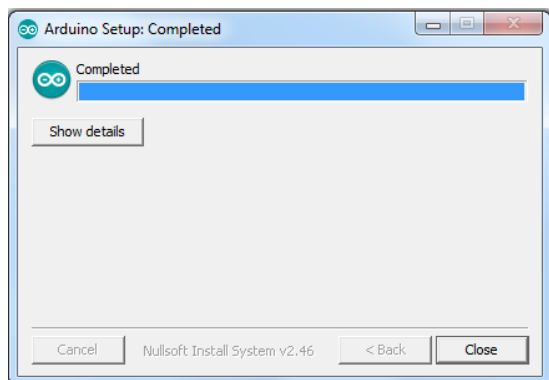 Arduino Setup: Completed
Completed
Show details
Cancel Nullsoft Install System v2.46 < Back Close